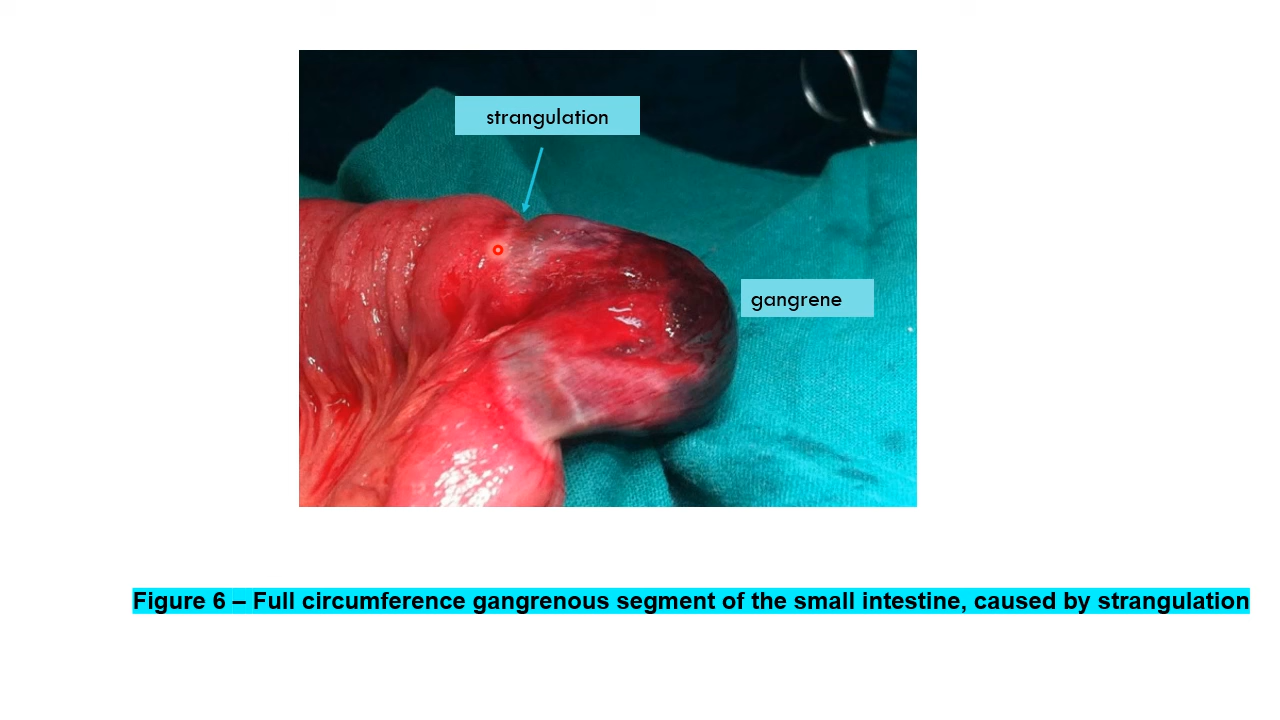 strangulation
gangrene
Figure 6 – Full circumference gangrenous segment of the small intestine, caused by strangulation